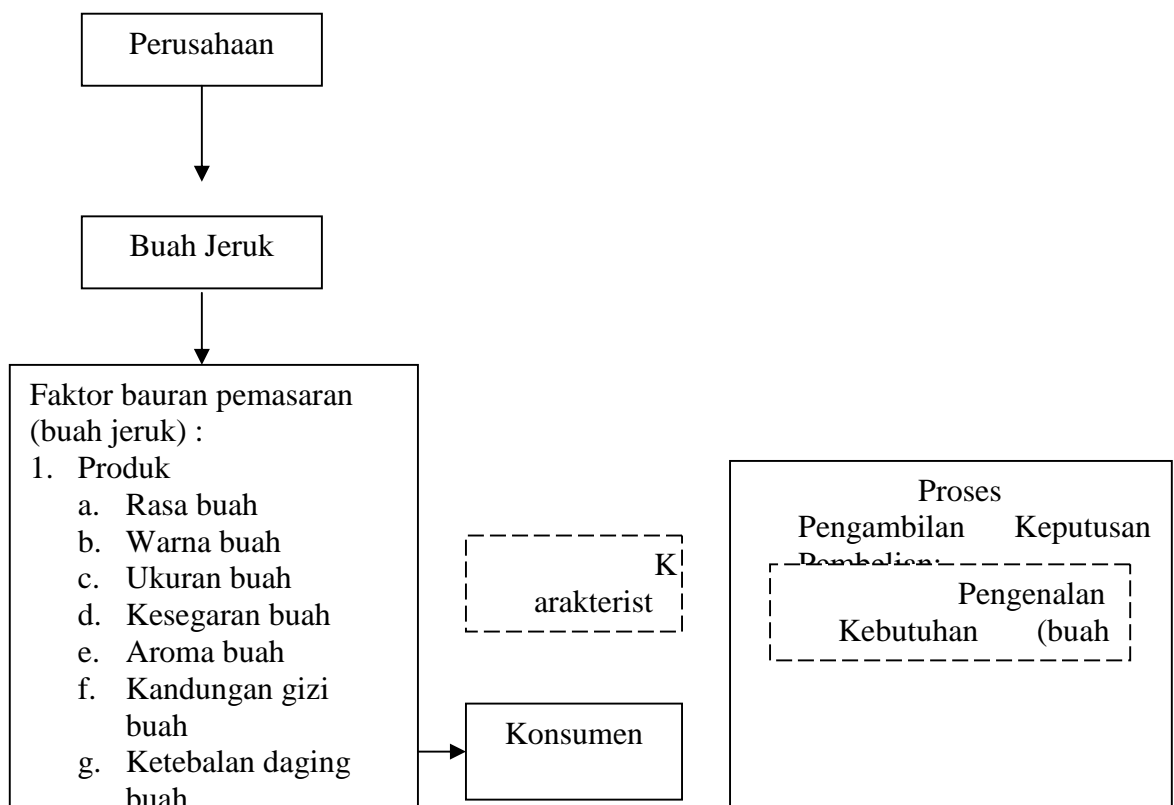 Perusahaan
Buah Jeruk
Faktor bauran pemasaran
(buah jeruk) :
1. Produk
a. Rasa buah
b. Warna buah
c. Ukuran buah
d. Kesegaran buah
e. Aroma buah
f. Kandungan gizi
buah
g. Ketebalan daging
buah
K
arakterist
Konsumen
Proses
Pengambilan Keputusan
Pengenalan
Kebutuhan (buah